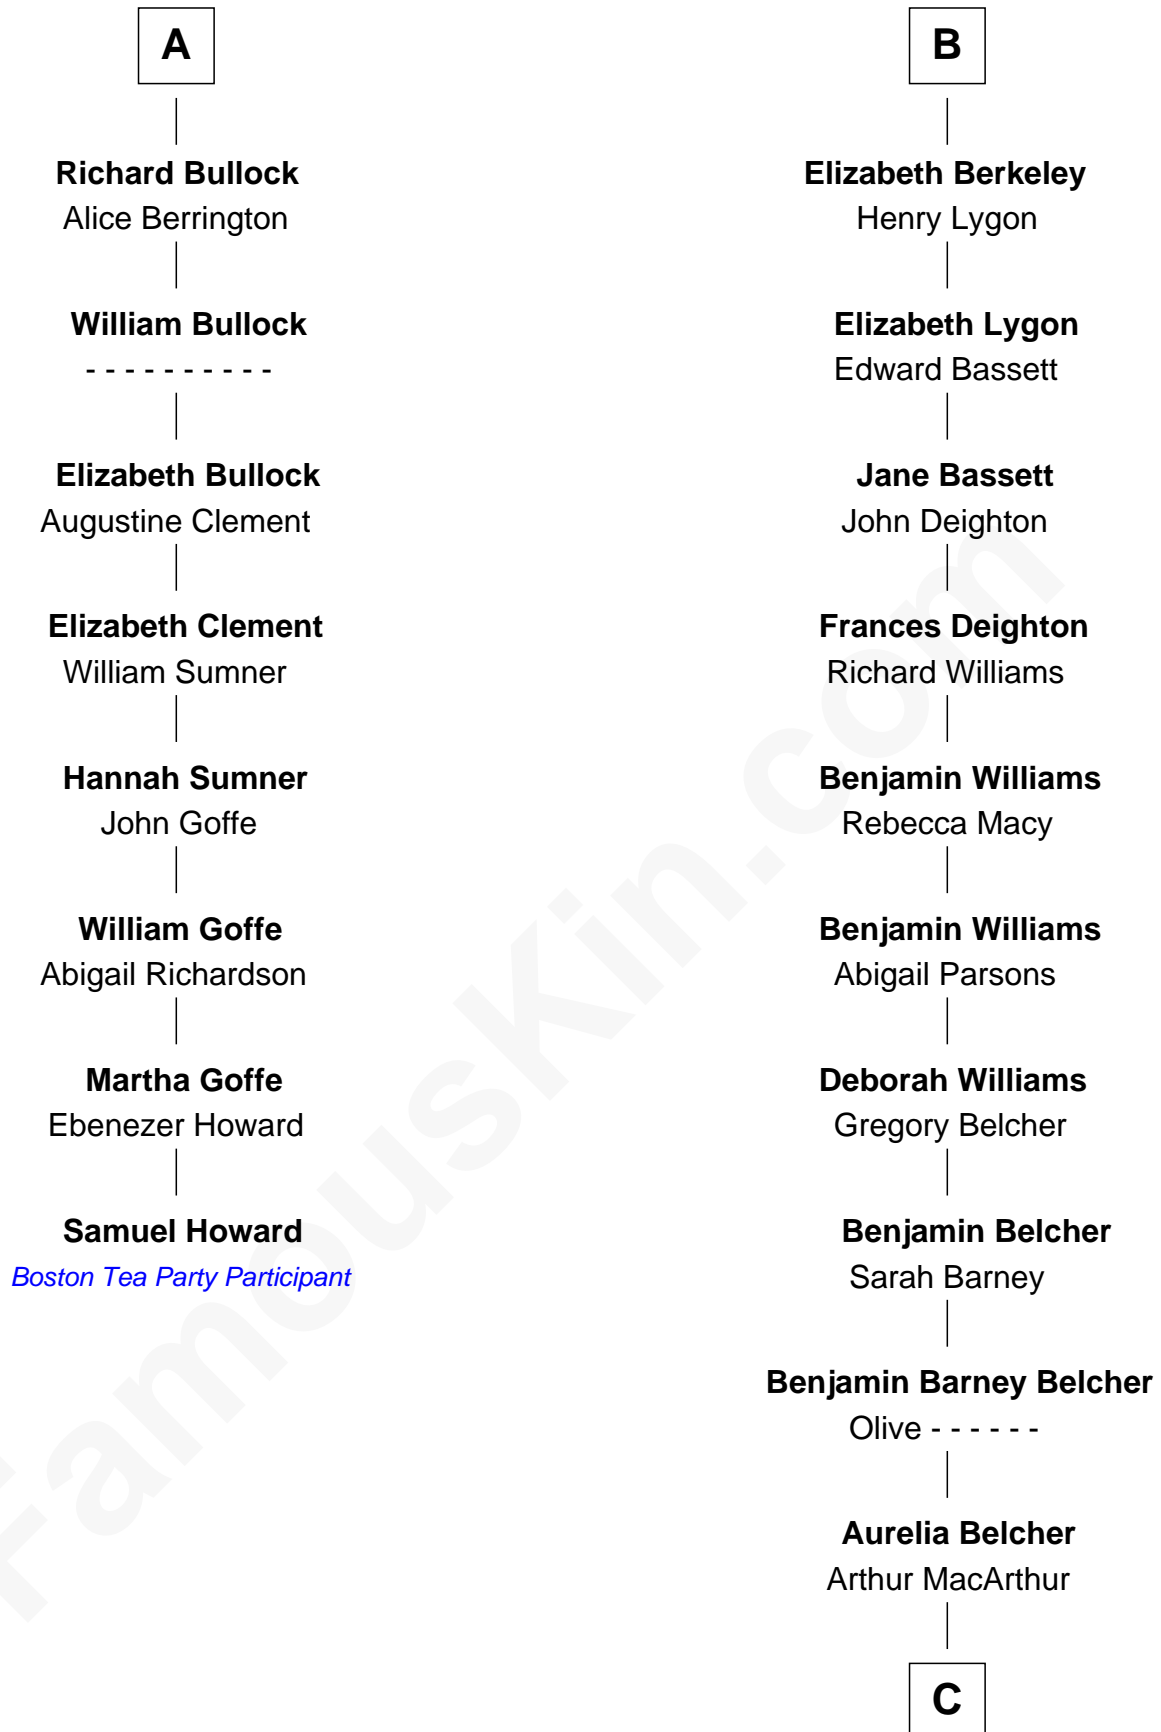 A
Richard Bullock
Alice Berrington
William Bullock
- - - - - - - - - -
Elizabeth Bullock
Augustine Clement
Elizabeth Clement
William Sumner
Hannah Sumner
John Goffe
William Goffe
Abigail Richardson
Martha Goffe
Ebenezer Howard
Samuel Howard
Boston Tea Party Participant
B
Elizabeth Berkeley
Henry Lygon
Elizabeth Lygon
Edward Bassett
Jane Bassett
John Deighton
Frances Deighton
Richard Williams
Benjamin Williams
Rebecca Macy
Benjamin Williams
Abigail Parsons
Deborah Williams
Gregory Belcher
Benjamin Belcher
Sarah Barney
Benjamin Barney Belcher
Olive - - - - - -
Aurelia Belcher
Arthur MacArthur
C
FamousKin.com